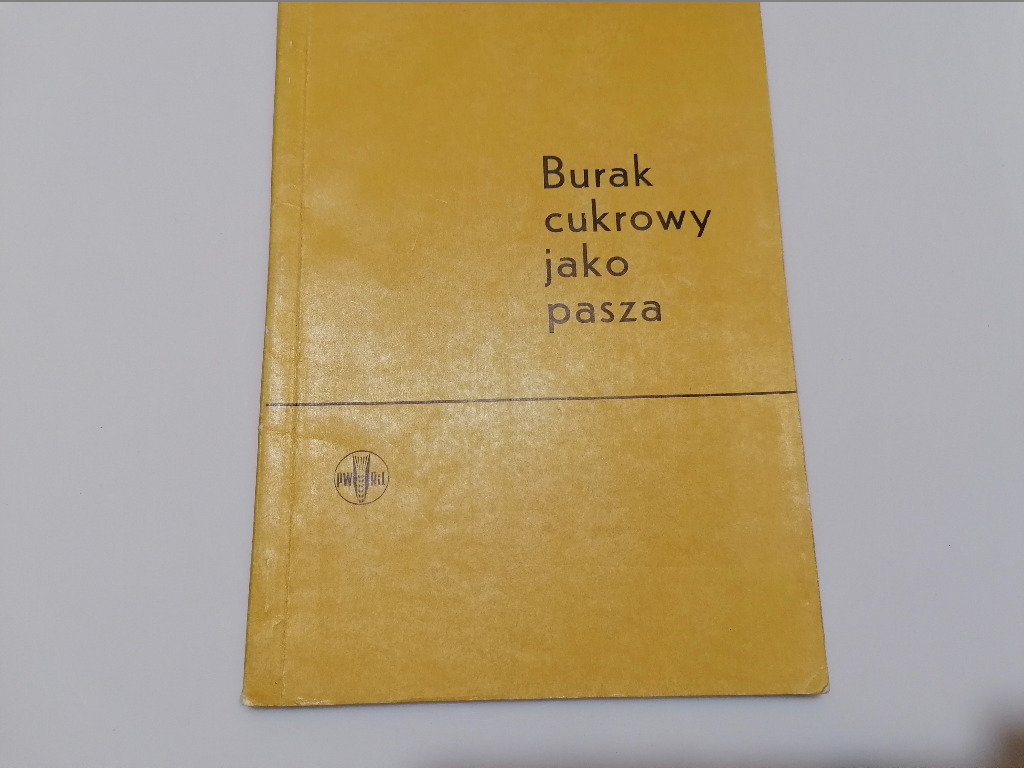 Burak
cukrowy
jako
pasza
PWRiL